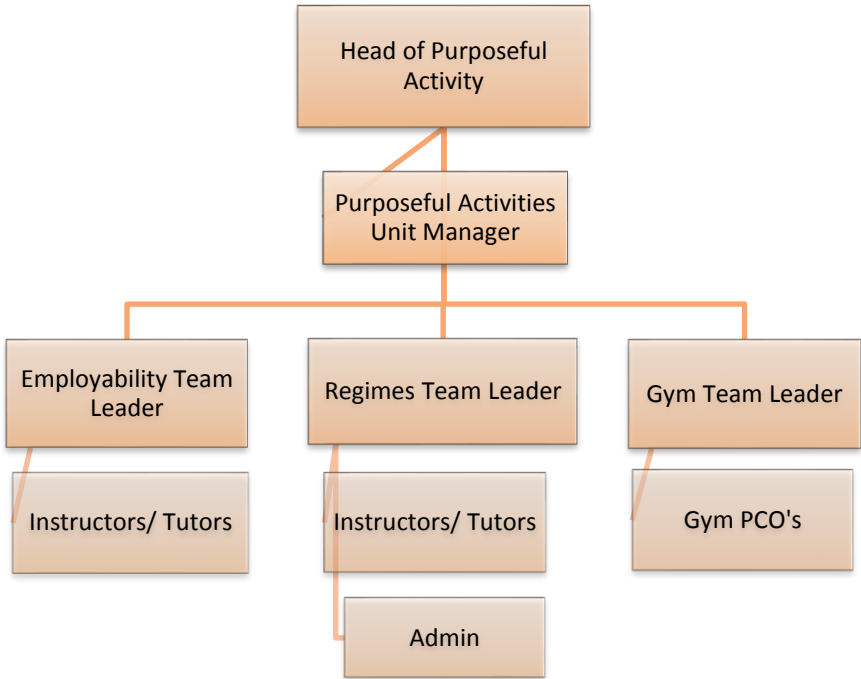 Head of Purposeful
Activity
Purposeful Activities
Unit Manager
Employability Team
Leader
Regimes Team Leader
Gym Team Leader
Instructors/ Tutors
Instructors/ Tutors
Gym PCO's
Admin